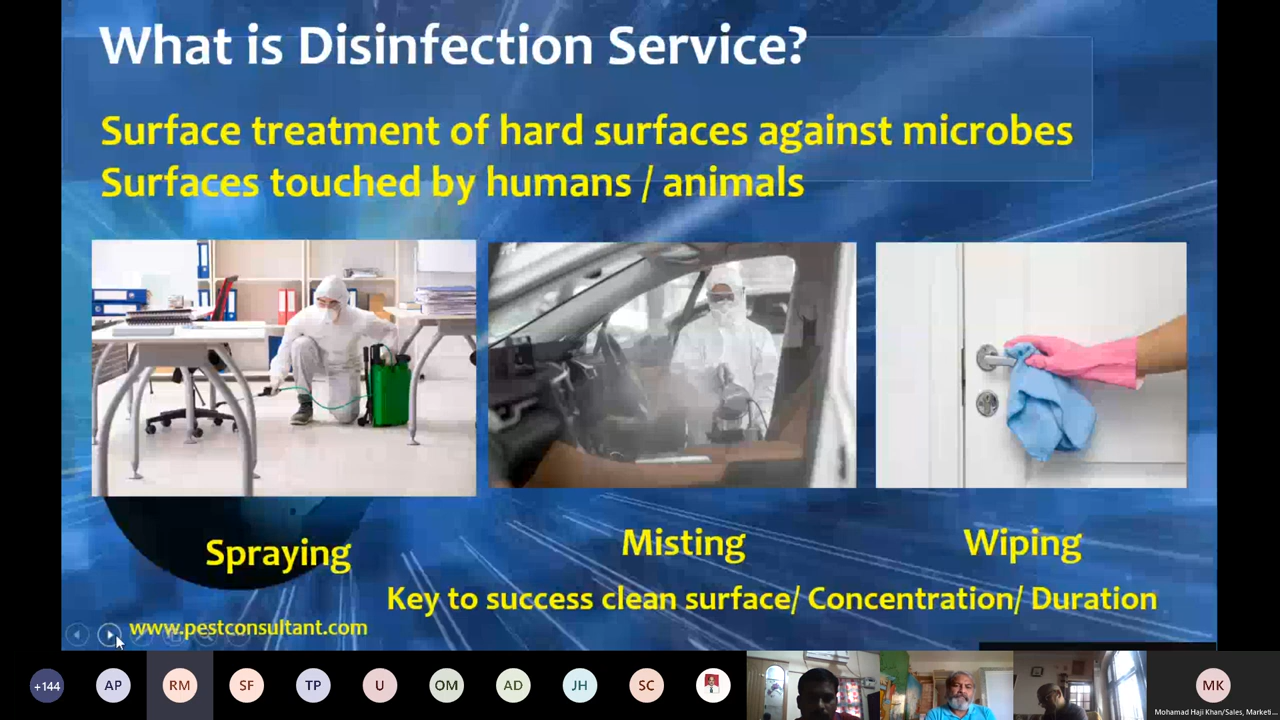 What is Disinfection Service?
Surface treatment of hard surfaces against microbes
Surfaces touched by humans / animals
Spraying
Misting
Wiping
Key to success clean surface/ Concentration/ Duration
www.pestconsultant.com
+144
AP
RM
SF
TP
U
OM
AD
JH
SC
MK
Mohamad Haji Khan/Sales, Marketi...